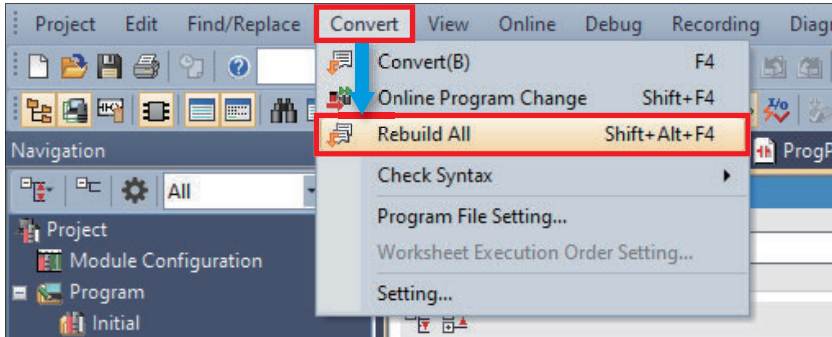 Project Edit Find/Replace Convert View Online Debug Recording Diag
Convert(B) F4
Online Program Change Shift+F4
Rebuild All Shift+Alt+F4
Check Syntax
Program File Setting...
Worksheet Execution Order Setting...
Setting...
Navigation
ProgP
All
Project
Module Configuration
Program
Initial